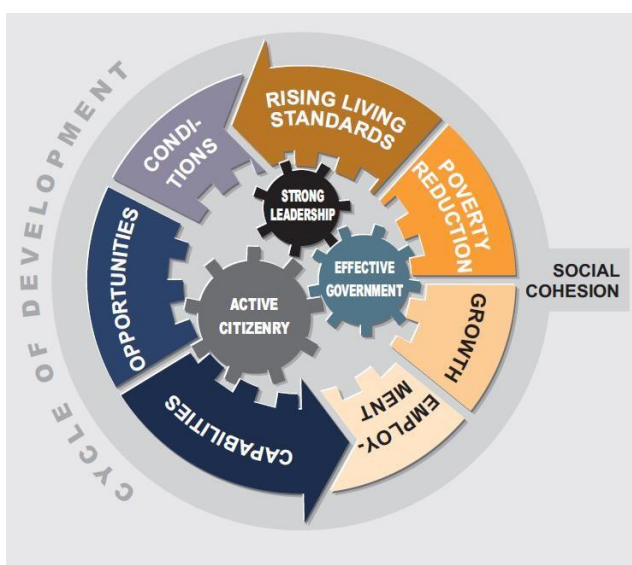 CYCLE OF DEVELOPMENT
RISING LIVING
STANDARDS
POVERTY
REDUCTION
GROWTH
EMPLOY-
MENT
CAPABILITIES
OPPORTUNITIES
CONDI-
TIONS
STRONG
LEADERSHIP
EFFECTIVE
GOVERNMENT
ACTIVE
CITIZENRY
SOCIAL
COHESION